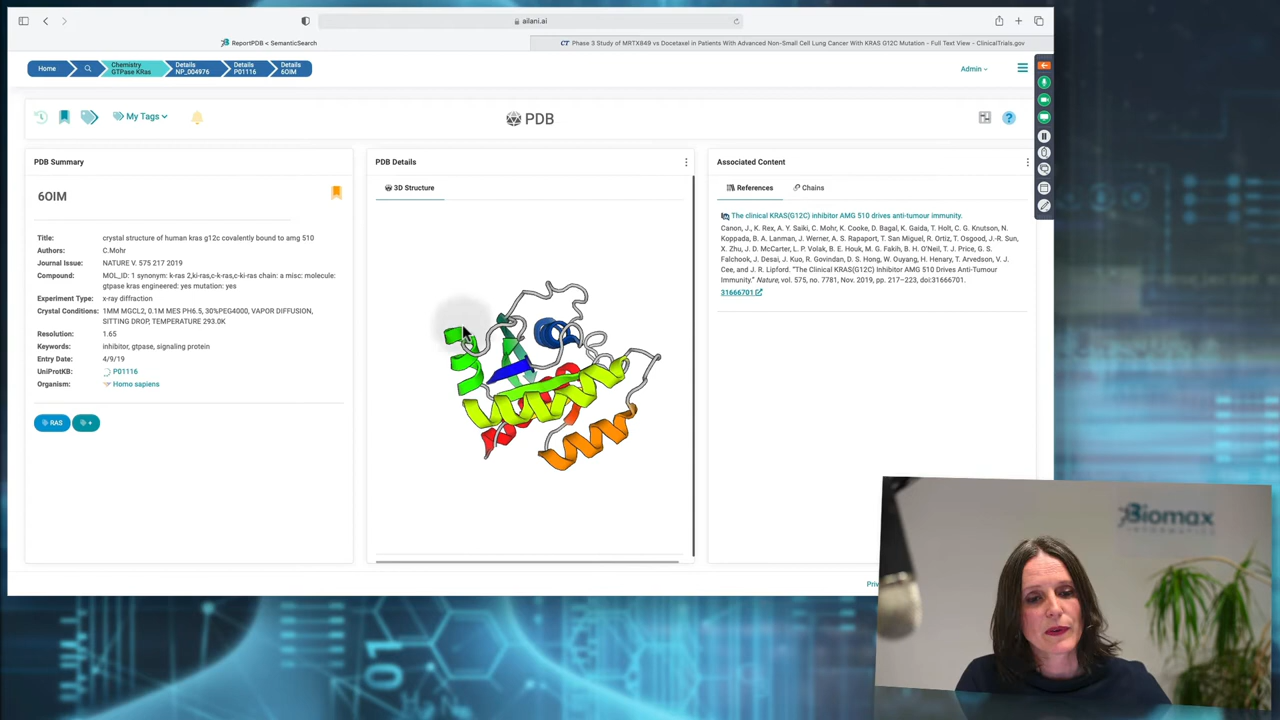 ailani.ai
ReportPDB < SemanticSearch
CT Phase 3 Study of MRTX849 vs Docetaxel in Patients With Advanced Non-Small Cell Lung Cancer With KRAS G12C Mutation - Full Text View - ClinicalTrials.gov
Home
Chemistry
GTPase KRas
Details
NP_004976
Details
P01116
Details
6OIM
Admin
My Tags
PDB
?
PDB Summary
6OIM
Title: crystal structure of human kras g12c covalently bound to amg 510
Authors: C.Mohr
Journal Issue: NATURE V. 575 217 2019
Compound: MOL_ID: 1 synonym: k-ras 2,ki-ras,c-k-ras,c-ki-ras chain: a misc: molecule:
gtpase kras engineered: yes mutation: yes
Experiment Type: x-ray diffraction
Crystal Conditions: 1MM MGCL2, 0.1M MES PH6.5, 30%PEG4000, VAPOR DIFFUSION,
SITTING DROP, TEMPERATURE 293.0K
Resolution: 1.65
Keywords: inhibitor, gtpase, signaling protein
Entry Date: 4/9/19
UniProtKB: P01116
Organism: Homo sapiens
RAS
+
PDB Details
3D Structure
Associated Content
References
Chains
The clinical KRAS(G12C) inhibitor AMG 510 drives anti-tumour immunity.
Canon, J., K. Rex, A. Y. Saiki, C. Mohr, K. Cooke, D. Bagal, K. Gaida, T. Holt, C. G. Knutson, N.
Koppada, B. A. Lanman, J. Werner, A. S. Rapaport, T. San Miguel, R. Ortiz, T. Osgood, J.-R. Sun,
X. Zhu, J. D. McCarter, L. P. Volak, B. E. Houk, M. G. Fakih, B. H. O'Neil, T. J. Price, G. S.
Falchook, J. Desai, J. Kuo, R. Govindan, D. S. Hong, W. Ouyang, H. Henary, T. Arvedson, V. J.
Cee, and J. R. Lipford. "The Clinical KRAS(G12C) Inhibitor AMG 510 Drives Anti-Tumour
Immunity." Nature, vol. 575, no. 7781, Nov. 2019, pp. 217–223, doi:31666701.
31666701
Priv
Biomax
INFORMATICS
01